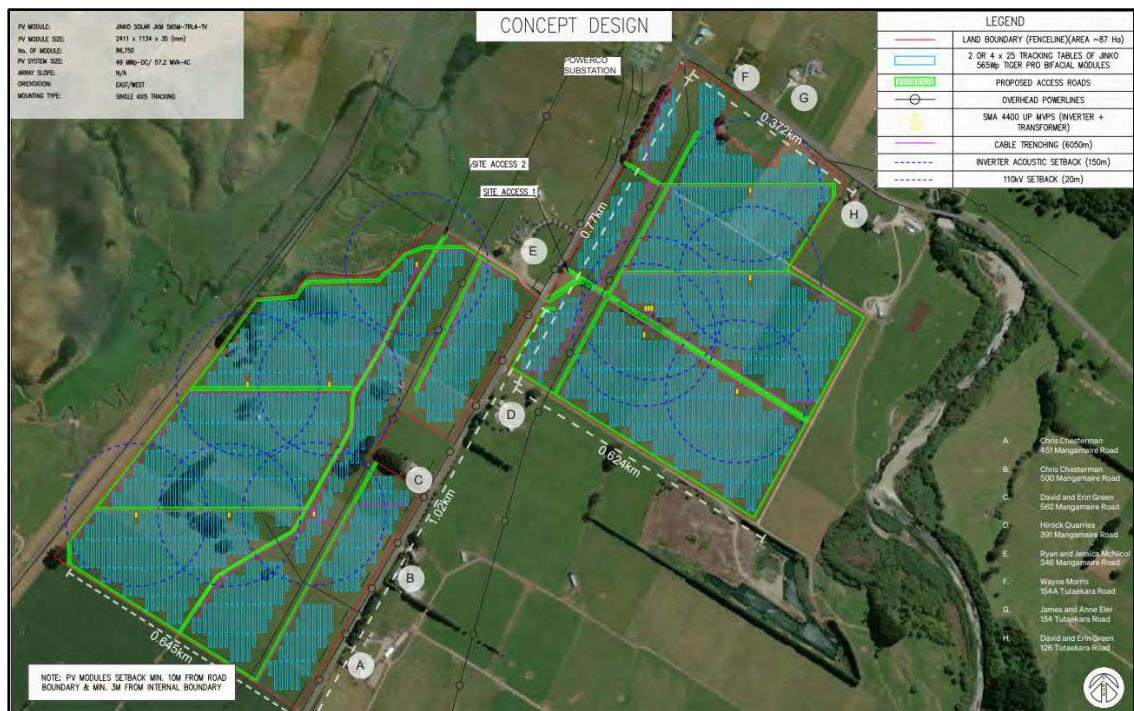 CONCEPT DESIGN
PV MODULE: JINKO SOLAR JKM 565M-7RL4-TV
PV MODULE SIZE: 2411 x 1134 x 35 (mm)
No. OF MODULE: 86,750
PV SYSTEM SIZE: 49 MWp-DC/ 57.2 MVA-AC
ARRAY SLOPE: N/A
ORIENTATION: EAST/WEST
MOUNTING TYPE: SINGLE AXIS TRACKING
LEGEND
LAND BOUNDARY (FENCELINE)(AREA ~87 Ha)
2 OR 4 x 25 TRACKING TABLES OF JINKO
565Wp TIGER PRO BIFACIAL MODULES
PROPOSED ACCESS ROADS
OVERHEAD POWERLINES
SMA 4400 UP MVPS (INVERTER +
TRANSFORMER)
CABLE TRENCHING (6050m)
INVERTER ACOUSTIC SETBACK (150m)
110kV SETBACK (20m)
POWERCO
SUBSTATION
F
G
0.372km
SITE ACCESS 2
SITE ACCESS 1
H
0.77km
E
D
0.624km
C
1.02km
B
A
0.645km
A. Chris Chesterman
451 Mangamaire Road
B. Chris Chesterman
500 Mangamaire Road
C. David and Erin Green
562 Mangamaire Road
D. Hirock Quarries
391 Mangamaire Road
E. Ryan and Jessica McNicol
346 Mangamaire Road
F. Wayne Morris
154A Tutaekara Road
G. James and Anne Eler
154 Tutaekara Road
H. David and Erin Green
126 Tutaekara Road
NOTE: PV MODULES SETBACK MIN. 10M FROM ROAD
BOUNDARY & MIN. 3M FROM INTERNAL BOUNDARY